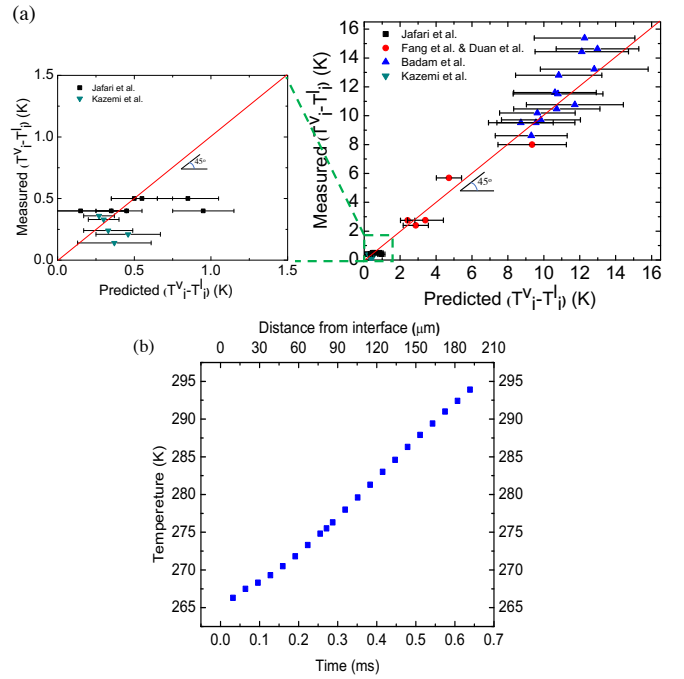 (a)
Jafari et al.
Fang et al. & Duan et al.
Badam et al.
Kazemi et al.
16
14
12
10
8
6
4
2
0
Measured (T^v_i-T^l_i) (K)
45°
0 2 4 6 8 10 12 14 16
Predicted (T^v_i-T^l_i) (K)
Jafari et al.
Kazemi et al.
1.5
1.0
0.5
0.0
Measured (T^v_i-T^l_i) (K)
45°
0.0 0.5 1.0 1.5
Predicted (T^v_i-T^l_i) (K)
(b)
Distance from interface (μm)
0 30 60 90 120 150 180 210
295 295
290 290
285 285
280 280
275 275
270 270
265 265
Tempereture (K)
0.0 0.1 0.2 0.3 0.4 0.5 0.6 0.7
Time (ms)